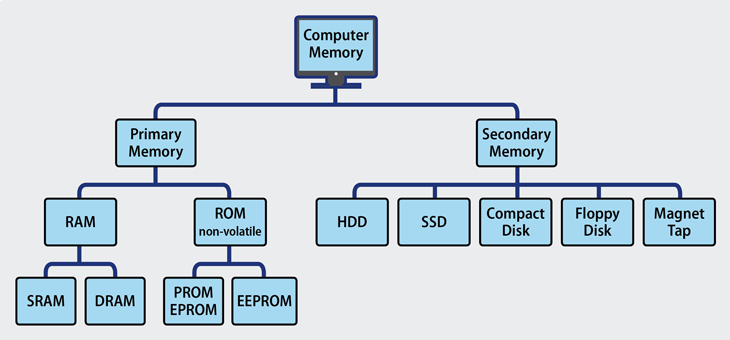 Computer
Memory
Primary
Memory
Secondary
Memory
RAM
ROM
non-volatile
HDD
SSD
Compact
Disk
Floppy
Disk
Magnet
Tap
SRAM
DRAM
PROM
EPROM
EEPROM